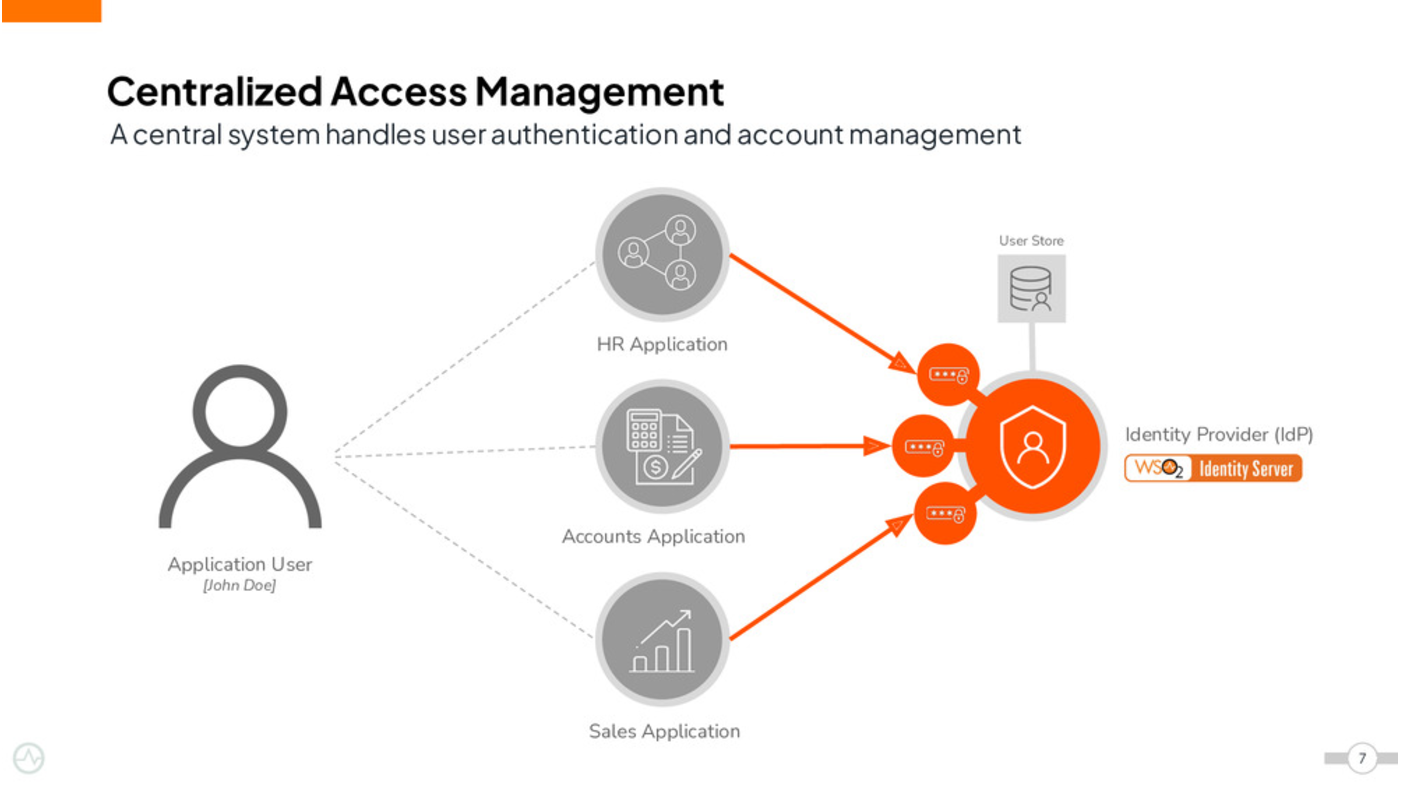 Centralized Access Management
A central system handles user authentication and account management
User Store
HR Application
Identity Provider (IdP)
WSO2 Identity Server
Accounts Application
Application User
[John Doe]
Sales Application
7